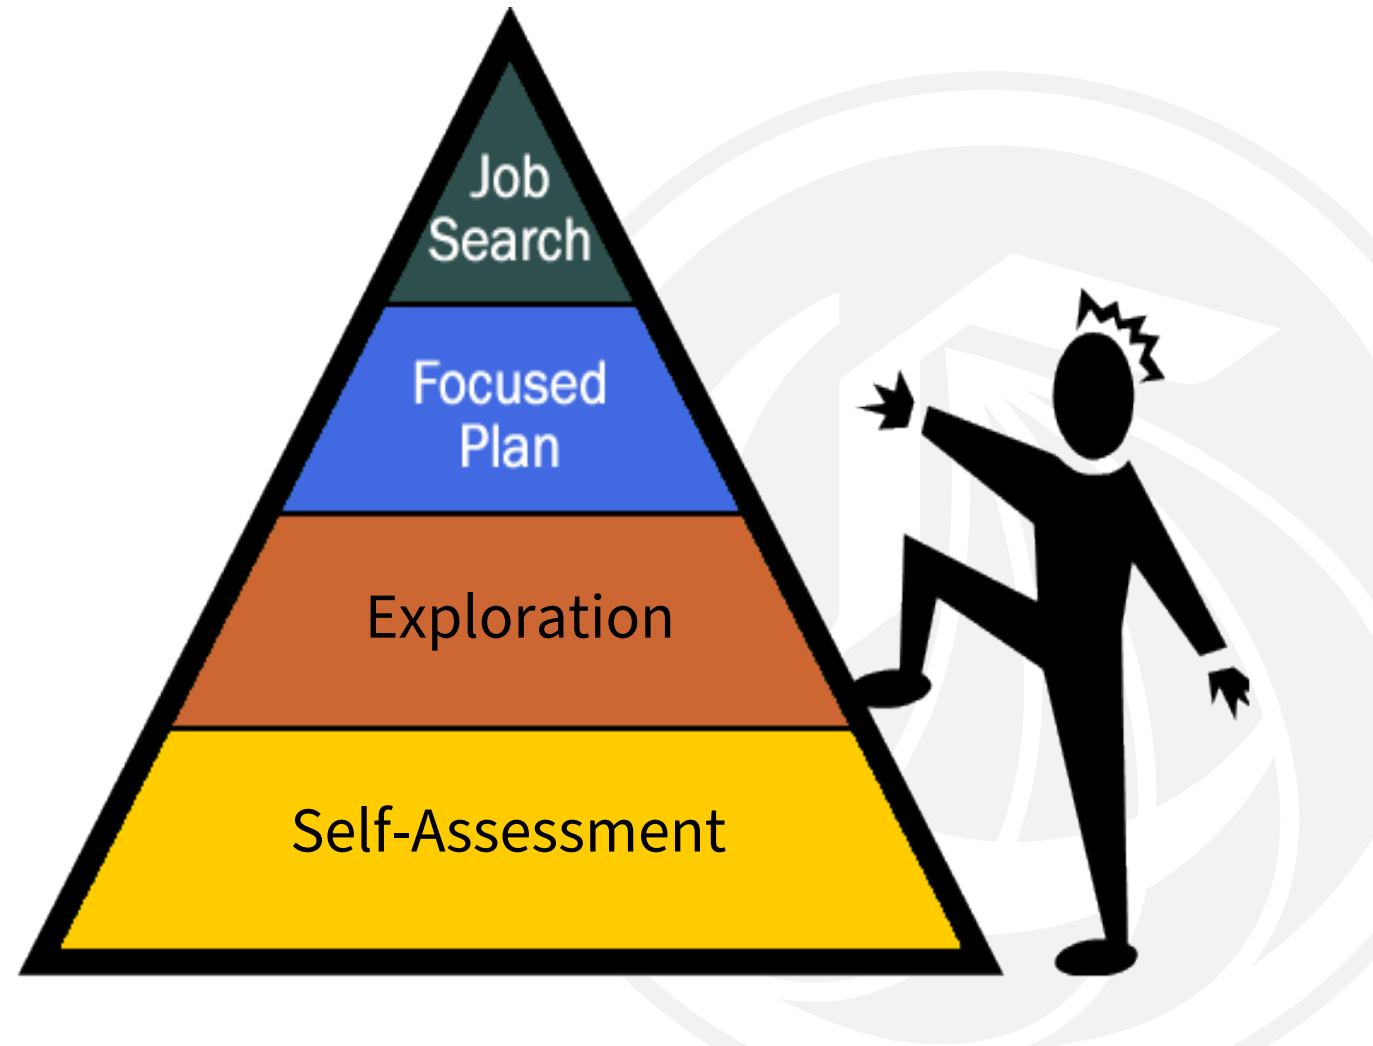 Job
Search
Focused
Plan
Exploration
Self-Assessment